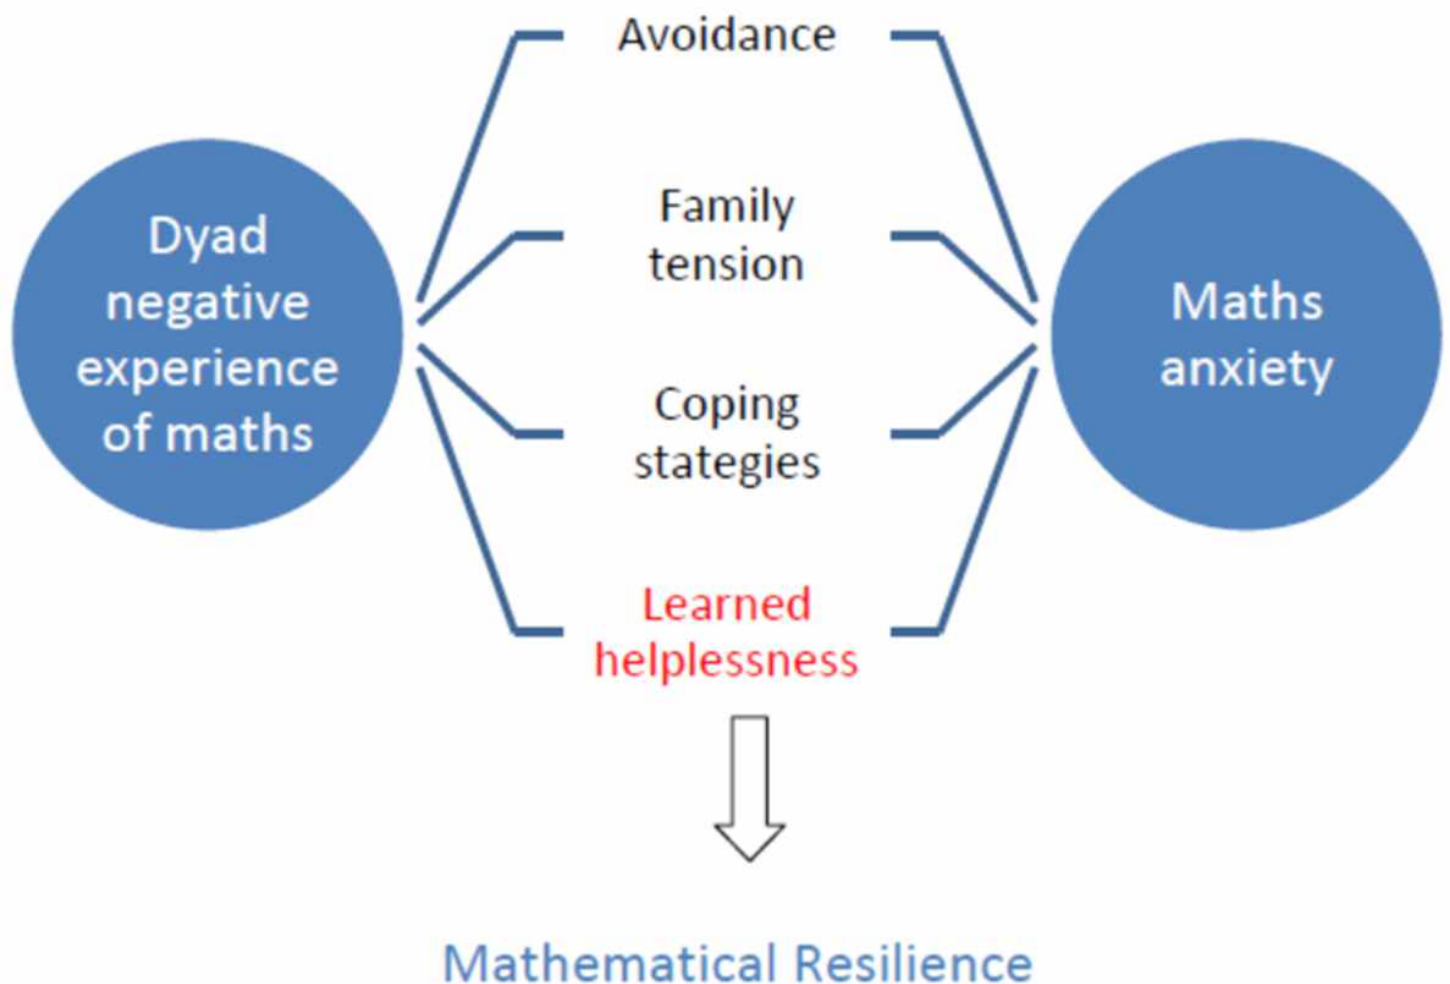 Avoidance
Dyad
negative
experience
of maths
Family
tension
Coping
stategies
Learned
helplessness
Maths
anxiety
Mathematical Resilience